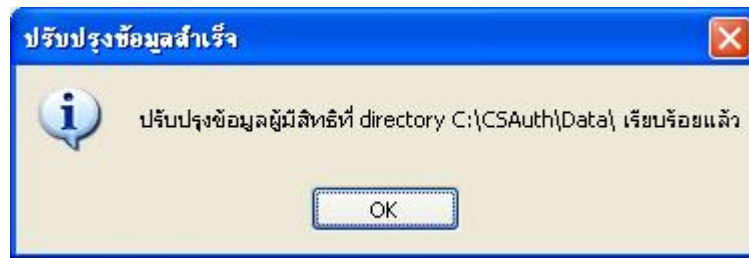 ปรับปรุงข้อมูลสำเร็จ
ปรับปรุงข้อมูลผู้มีสิทธิที่ directory C:\CSAuth\Data\ เรียบร้อยแล้ว
OK